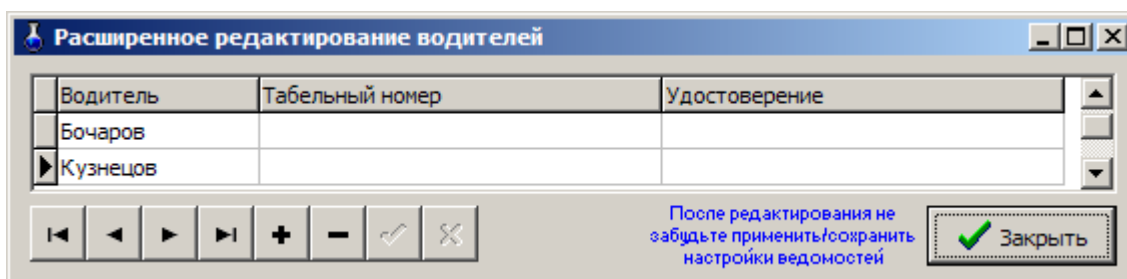 Расширенное редактирование водителей
Водитель Табельный номер Удостоверение
Бочаров
Кузнецов
После редактирования не
забудьте применить/сохранить
настройки ведомостей
Закрыть